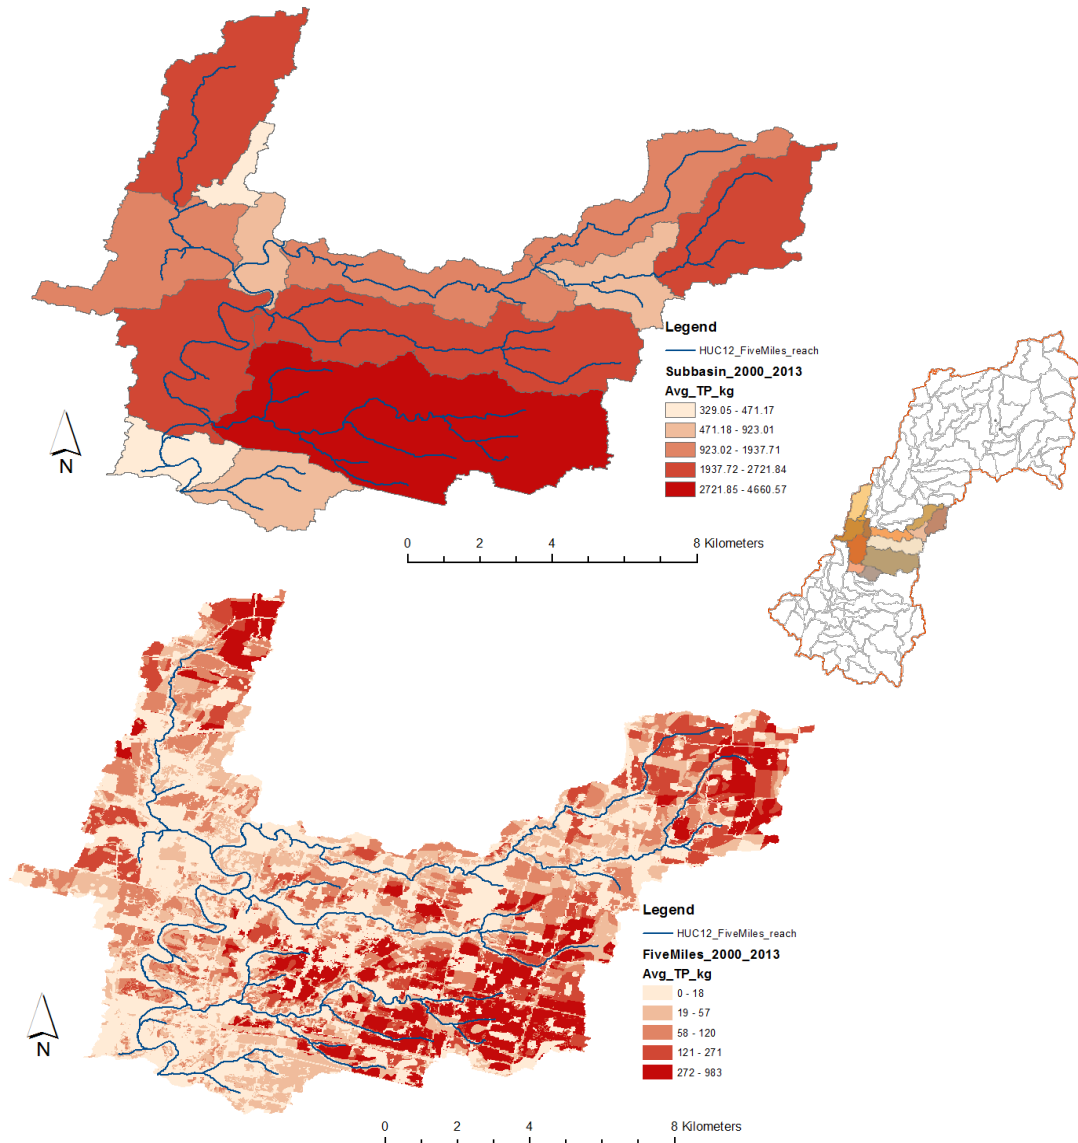 Legend
HUC12_FiveMiles_reach
Subbasin_2000_2013
Avg_TP_kg
329.05 - 471.17
471.18 - 923.01
923.02 - 1937.71
1937.72 - 2721.84
2721.85 - 4660.57
N
0 2 4 8 Kilometers
Legend
HUC12_FiveMiles_reach
FiveMiles_2000_2013
Avg_TP_kg
0 - 18
19 - 57
58 - 120
121 - 271
272 - 983
N
0 2 4 8 Kilometers